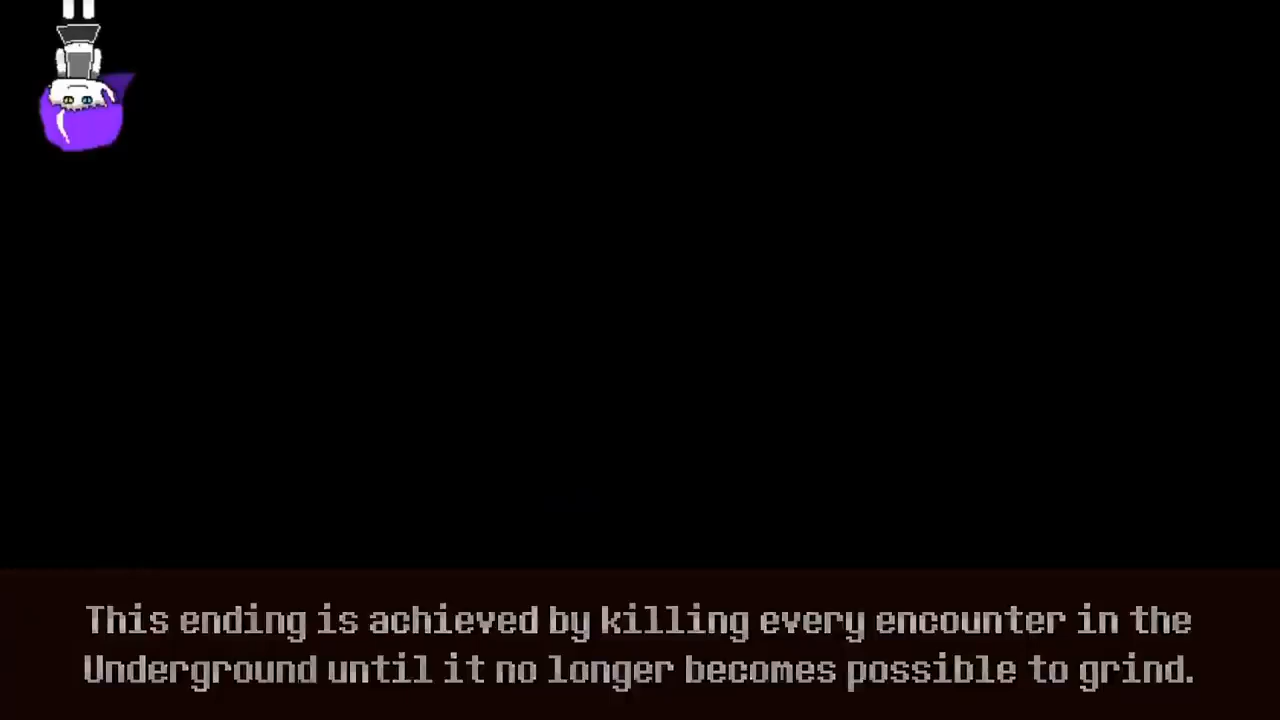 This ending is achieved by killing every encounter in the
Underground until it no longer becomes possible to grind.